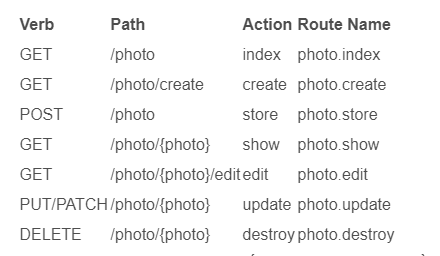 Verb Path Action Route Name
GET /photo index photo.index
GET /photo/create create photo.create
POST /photo store photo.store
GET /photo/{photo} show photo.show
GET /photo/{photo}/edit edit photo.edit
PUT/PATCH /photo/{photo} update photo.update
DELETE /photo/{photo} destroy photo.destroy